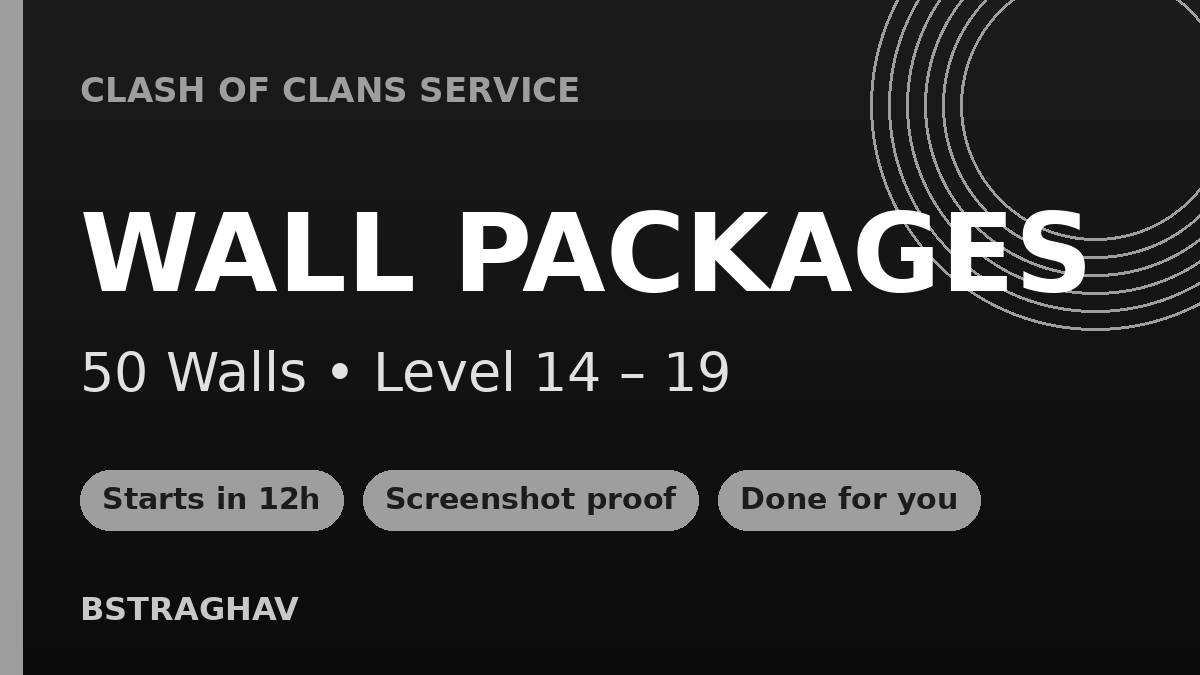 CLASH OF CLANS SERVICE
WALL PACKAGES
50 Walls • Level 14 – 19
Starts in 12h Screenshot proof Done for you
BSTRAGHAV